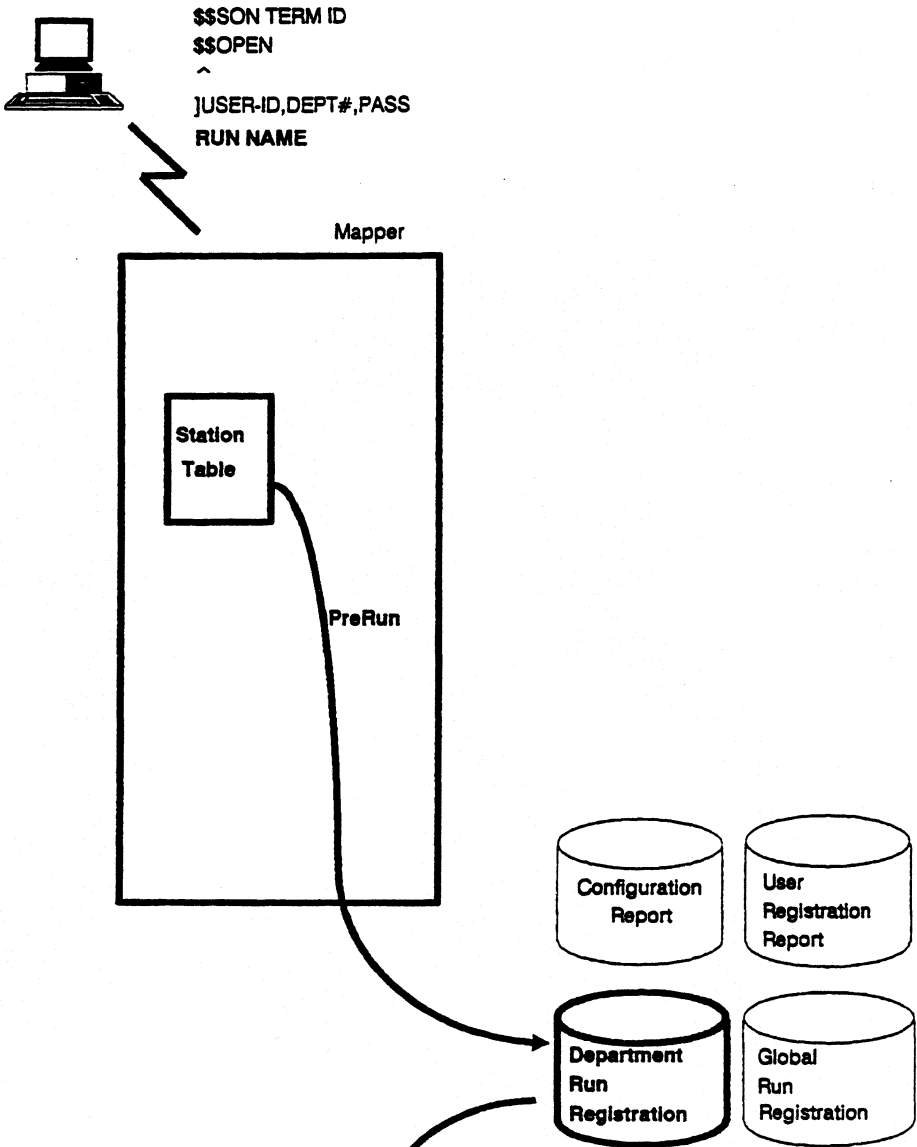 $$SON TERM ID
$$OPEN
^
]USER-ID,DEPT#,PASS
RUN NAME
Mapper
Station
Table
PreRun
Configuration
Report
User
Registration
Report
Department
Run
Registration
Global
Run
Registration